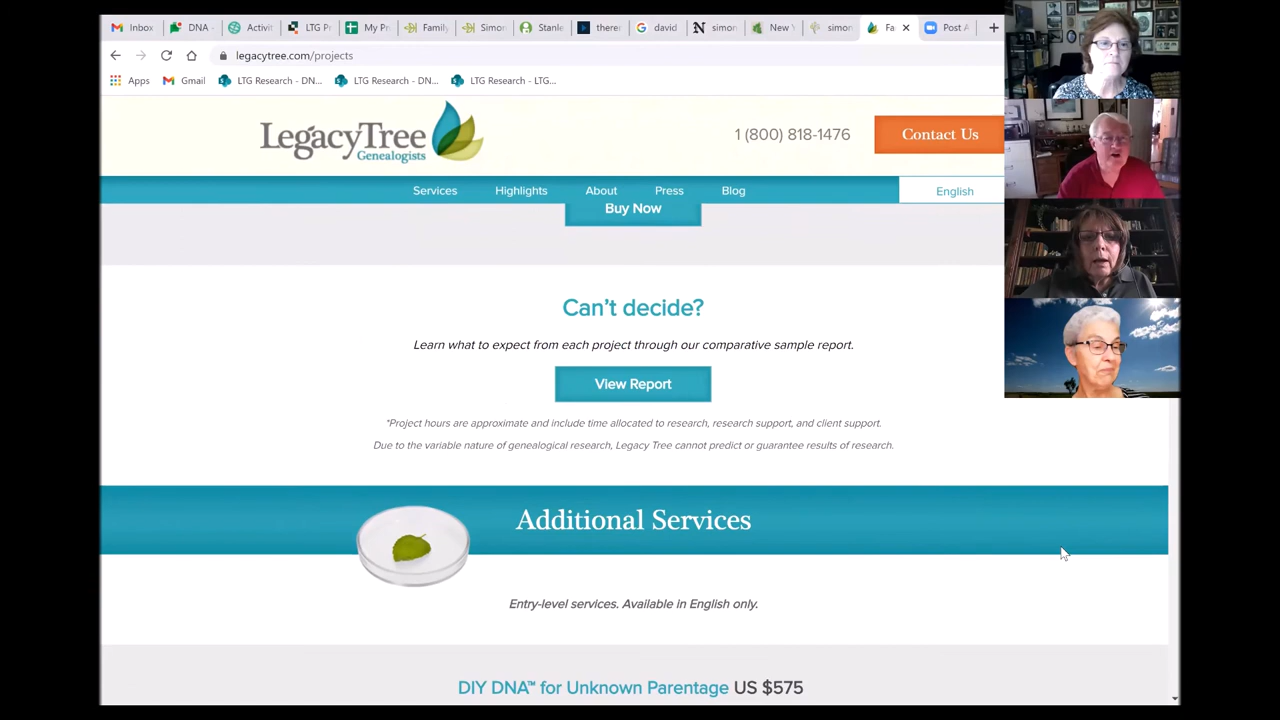 Inbox
DNA -
Activit
LTG P
My P
Family
Simon
there
david
simo
New
simon
Fa
Post A
legacytree.com/projects
Apps
Gmail
LTG Research - DN...
LTG Research - DN...
LTG Research - LTG...
LegacyTree
Genealogists
1 (800) 818-1476
Contact Us
Services
Highlights
About
Press
Blog
English
Buy Now
Can’t decide?
Learn what to expect from each project through our comparative sample report.
View Report
*Project hours are approximate and include time allocated to research, research support, and client support.
Due to the variable nature of genealogical research, Legacy Tree cannot predict or guarantee results of research.
Additional Services
Entry-level services. Available in English only.
DIY DNA™ for Unknown Parentage US $575